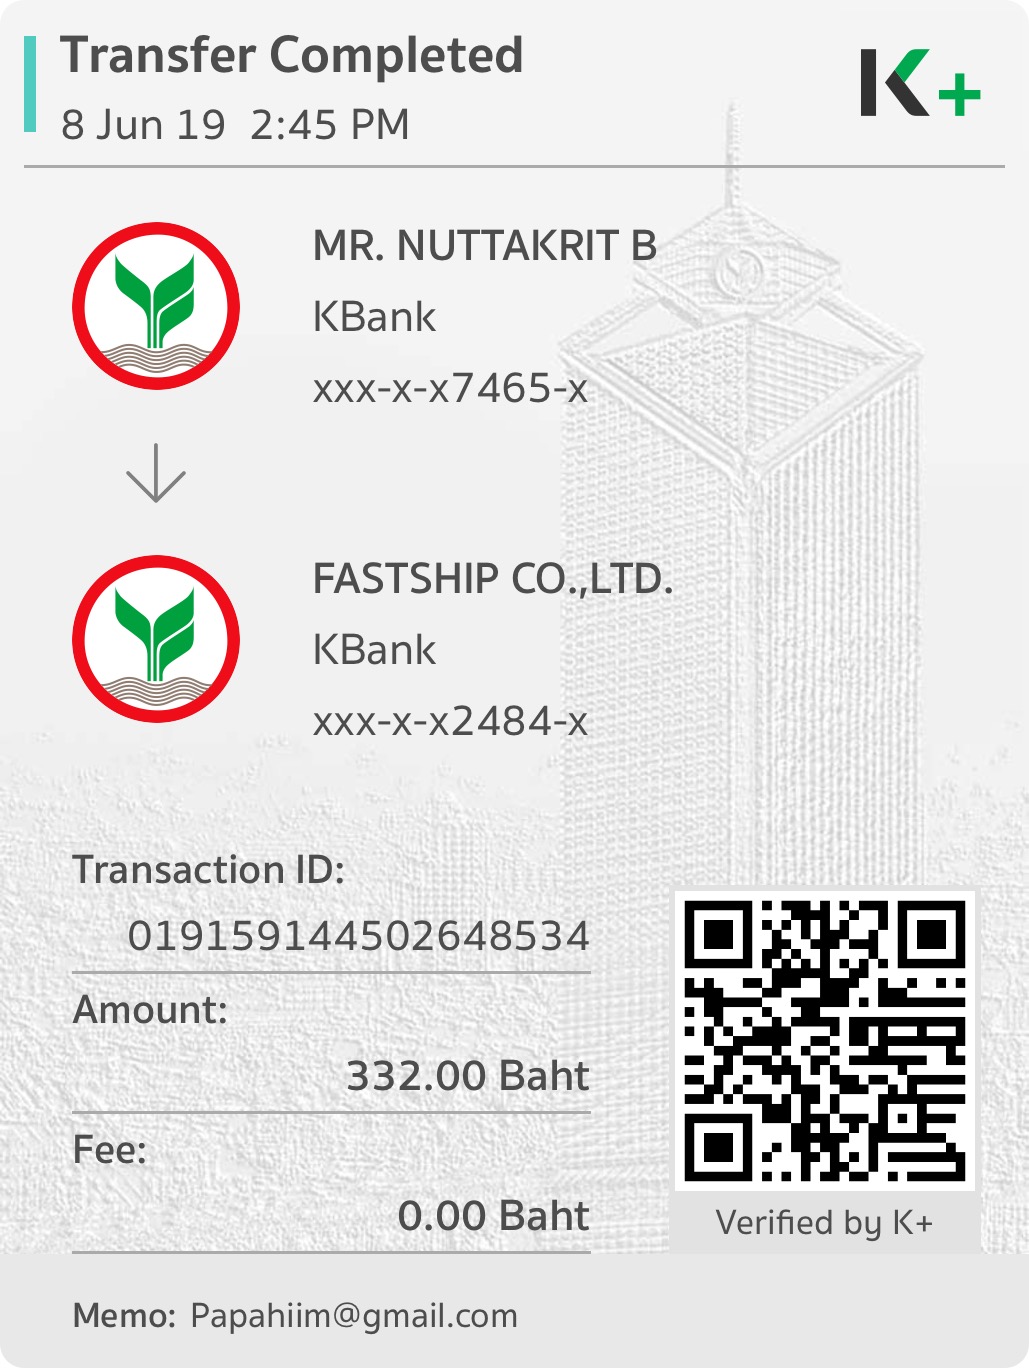 Transfer Completed
8 Jun 19  2:45 PM
K+
MR. NUTTAKRIT B
KBank
xxx-x-x7465-x
FASTSHIP CO.,LTD.
KBank
xxx-x-x2484-x
Transaction ID:
019159144502648534
Amount:
332.00 Baht
Fee:
0.00 Baht
Verified by K+
Memo: Papahiim@gmail.com